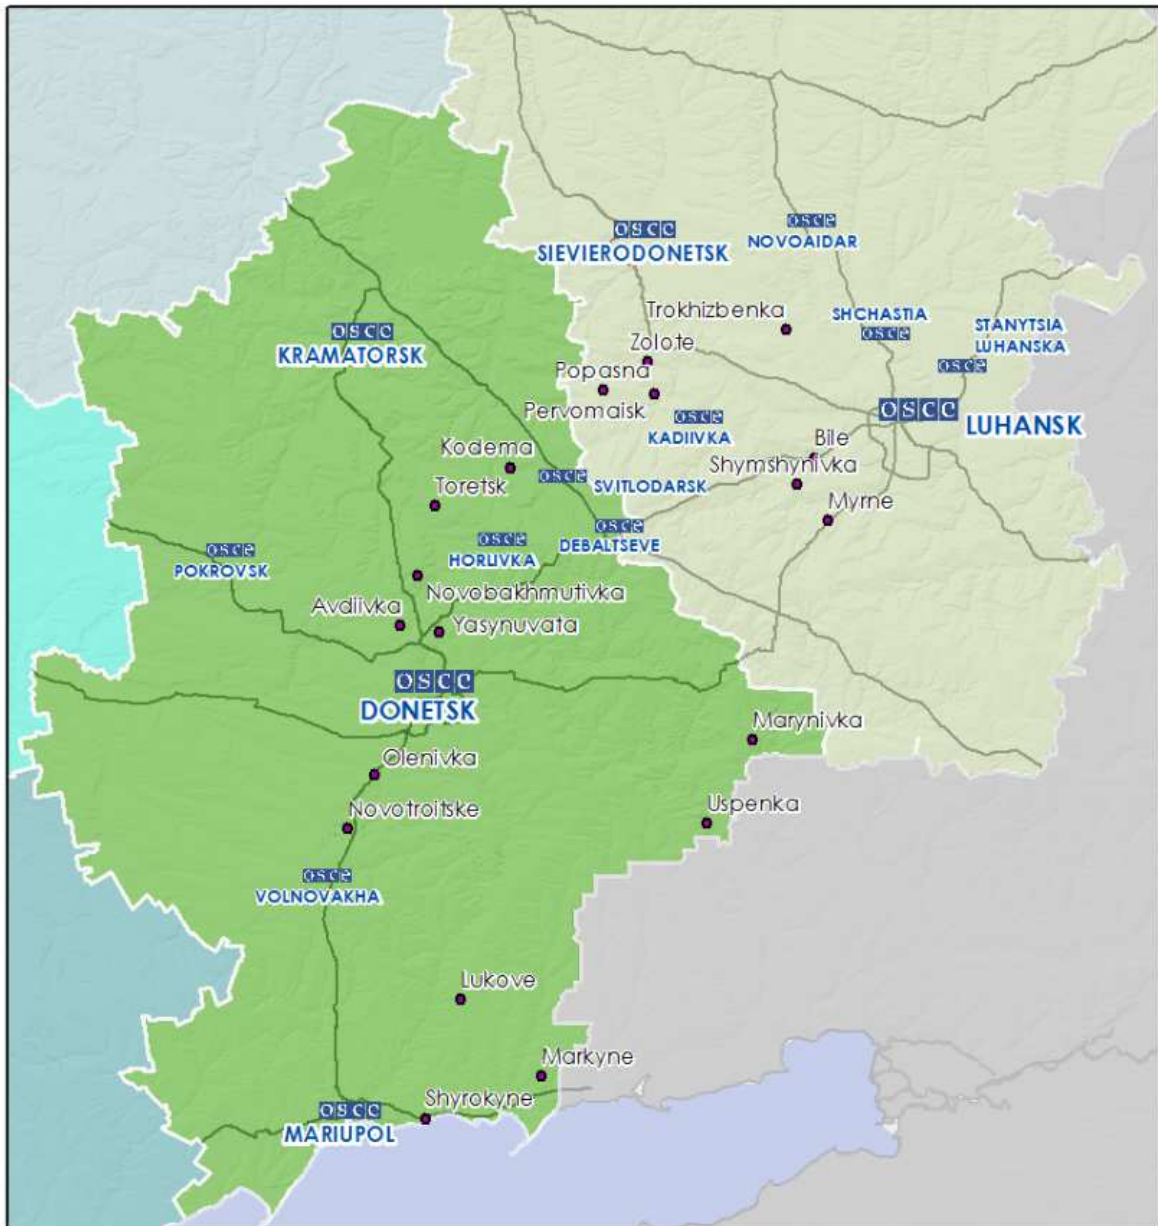 osce
SIEVIERODONETSK
osce
NOVOAIDAR
Trokhizbenka
SHCHASTIA
osce
STANYTSIA
LUHANSKA
osce
osce
KRAMATORSK
Zolote
Popasna
Pervomaisk
osce
KADIIVKA
osce
LUHANSK
Bile
Shymshynivka
Myrne
Kodema
Toretsk
osce
SVITLODARSK
osce
DEBALTSEVE
osce
HORLIVKA
osce
POKROVSK
Novobakhmutivka
Avdiivka
Yasynuvata
osce
DONETSK
Marynivka
Olenivka
Novotroitske
Uspenka
osce
VOLNOVAKHA
Lukove
Markyne
Shyrokyne
osce
MARIUPOL